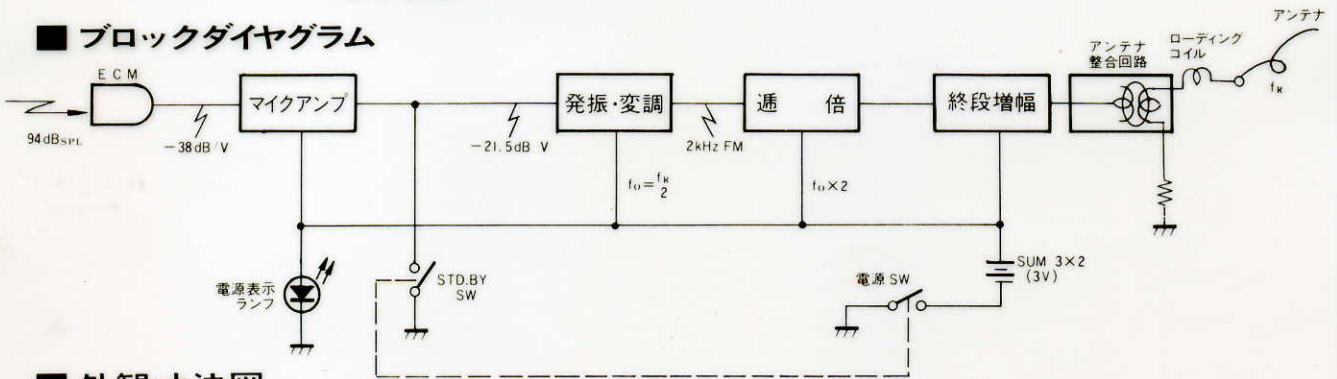 ■ ブロックダイヤグラム
アンテナ
ローディング
コイル
アンテナ
整合回路
fR
ECM
マイクアンプ
発振・変調
逓 倍
終段増幅
94dBSPL
−38dB/V
−21.5dB V
2kHz FM
fo=fR/2
fo×2
電源表示
ランプ
STD.BY
SW
電源 SW
SUM 3×2
(3V)
■ 外観寸法図